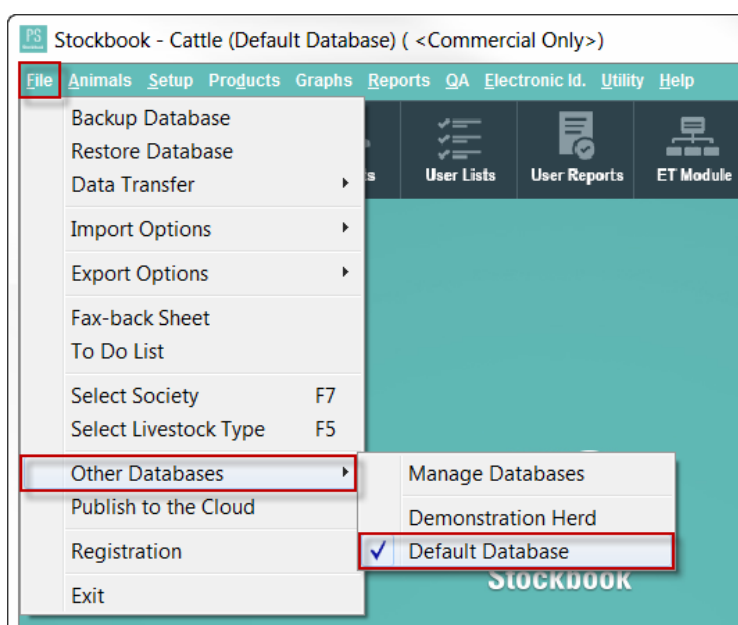 PS
Stockbook - Cattle (Default Database) ( <Commercial Only>)
File Animals Setup Products Graphs Reports QA Electronic Id. Utility Help
User Lists User Reports ET Module
Backup Database
Restore Database
Data Transfer
Import Options
Export Options
Fax-back Sheet
To Do List
Select Society F7
Select Livestock Type F5
Other Databases
Publish to the Cloud
Registration
Exit
Manage Databases
Demonstration Herd
✓ Default Database
Stockbook